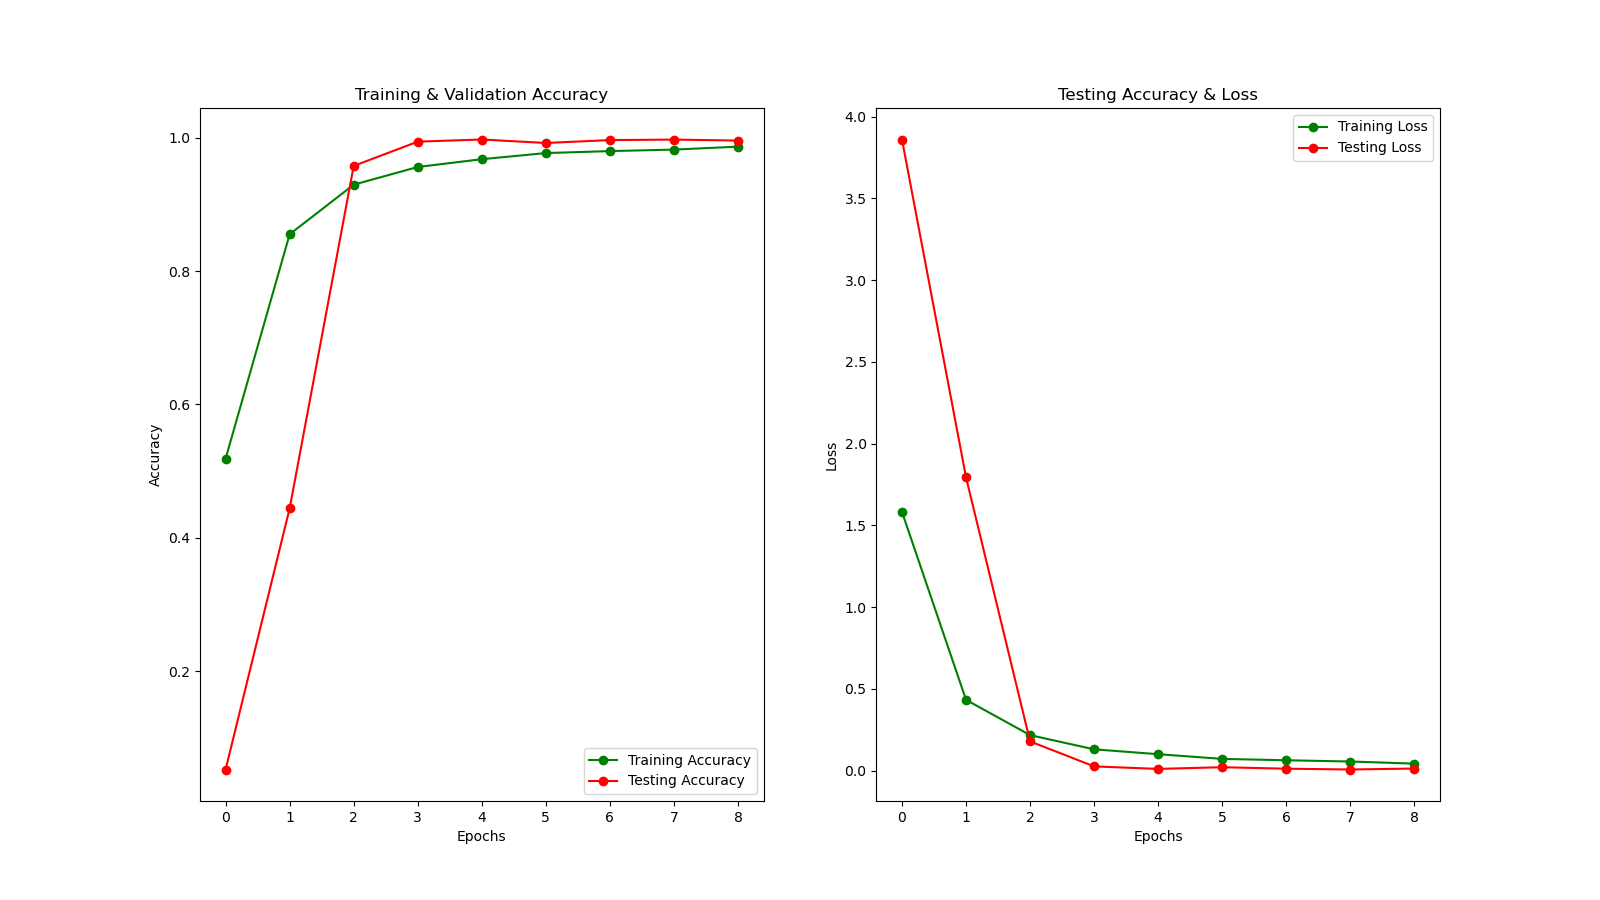 Training & Validation Accuracy
1.0
0.8
0.6
0.4
0.2
Accuracy
0 1 2 3 4 5 6 7 8
Epochs
Training Accuracy
Testing Accuracy
Testing Accuracy & Loss
4.0
3.5
3.0
2.5
2.0
1.5
1.0
0.5
0.0
Loss
0 1 2 3 4 5 6 7 8
Epochs
Training Loss
Testing Loss